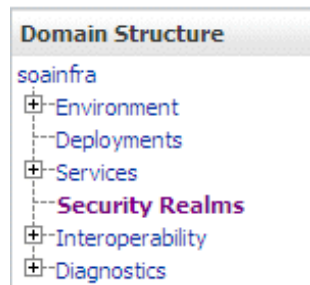 Domain Structure
soainfra
Environment
Deployments
Services
Security Realms
Interoperability
Diagnostics